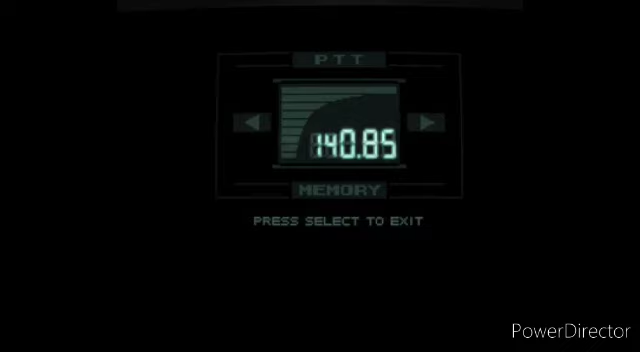 PTT
140.85
MEMORY
PRESS SELECT TO EXIT
PowerDirector